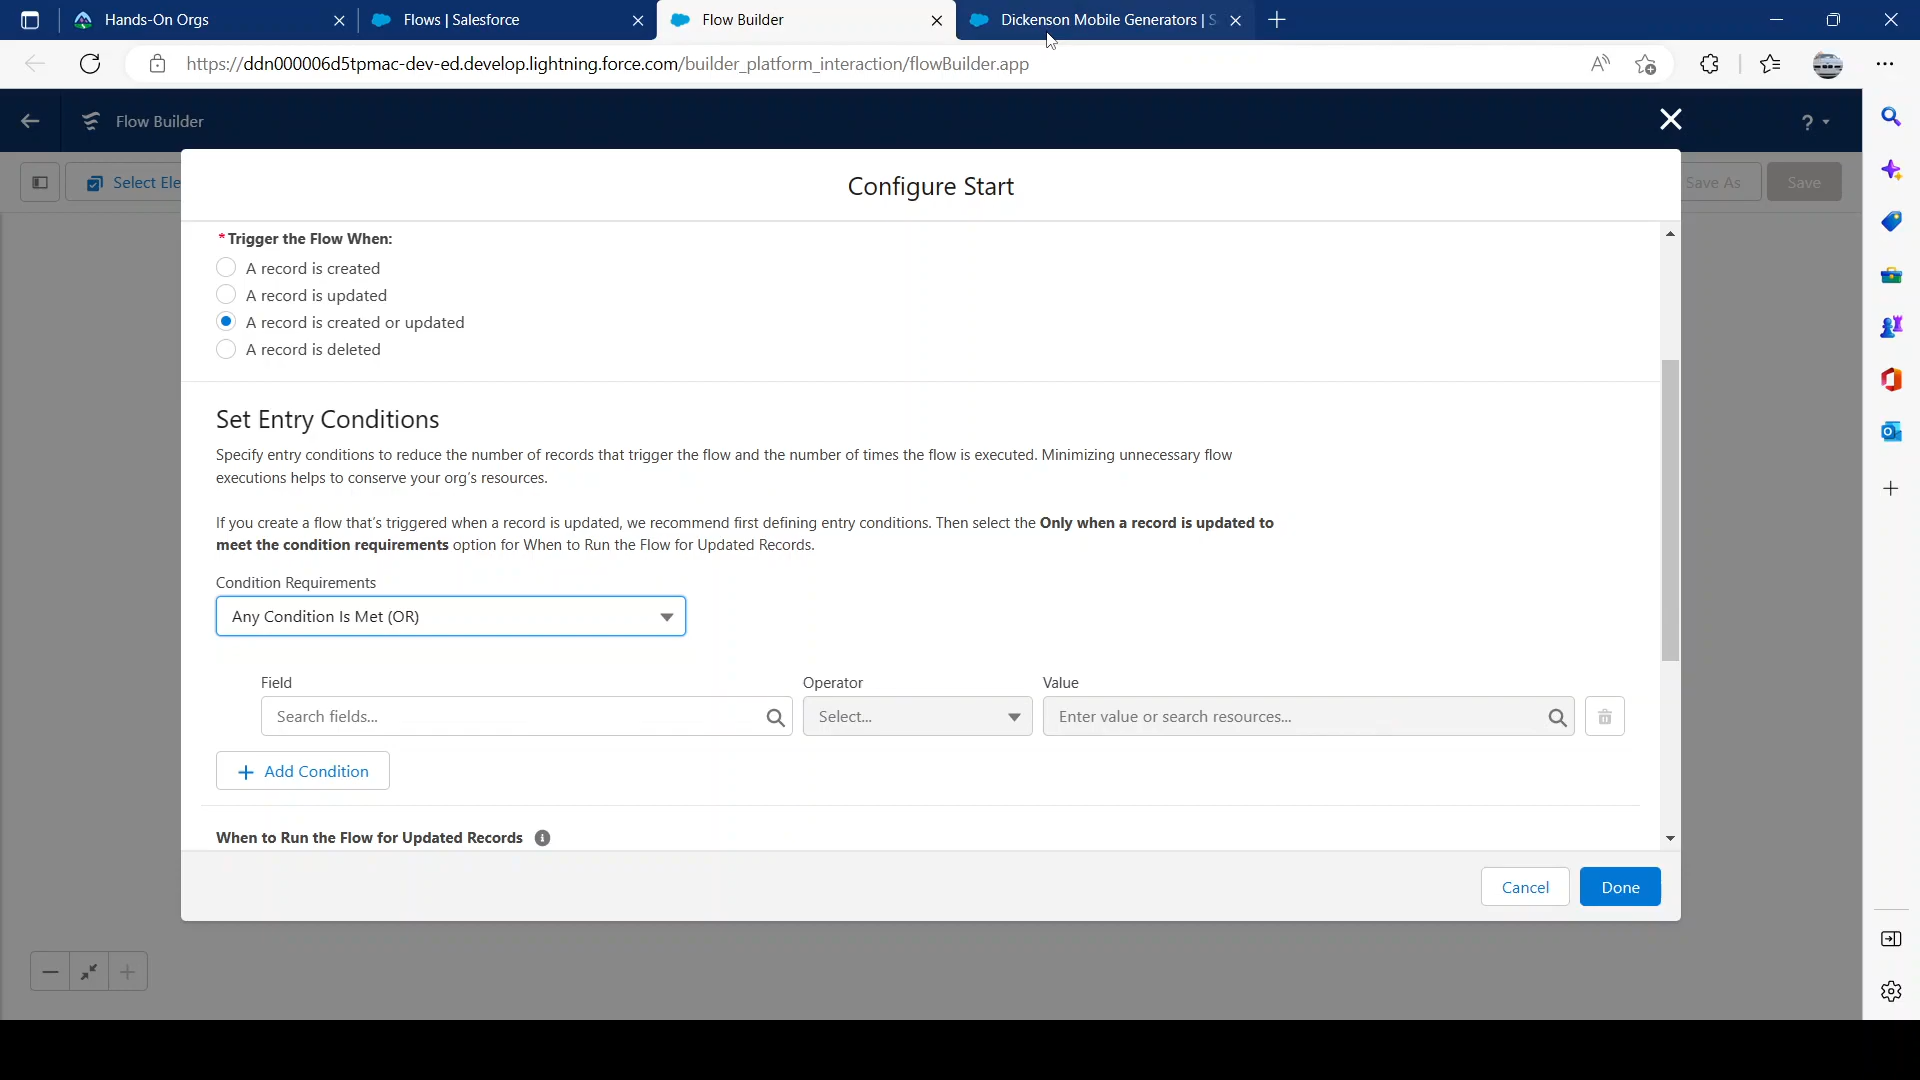 Hands-On Orgs
Flows | Salesforce
Flow Builder
Dickenson Mobile Generators | S
https://ddn000006d5tpmac-dev-ed.develop.lightning.force.com/builder_platform_interaction/flowBuilder.app
Flow Builder
?
Select Ele
Save As
Save
Configure Start
* Trigger the Flow When:
A record is created
A record is updated
A record is created or updated
A record is deleted
Set Entry Conditions
Specify entry conditions to reduce the number of records that trigger the flow and the number of times the flow is executed. Minimizing unnecessary flow
executions helps to conserve your org's resources.
If you create a flow that's triggered when a record is updated, we recommend first defining entry conditions. Then select the Only when a record is updated to
meet the condition requirements option for When to Run the Flow for Updated Records.
Condition Requirements
Any Condition Is Met (OR)
Field
Operator
Value
Search fields...
Select...
Enter value or search resources...
Add Condition
When to Run the Flow for Updated Records
Cancel
Done